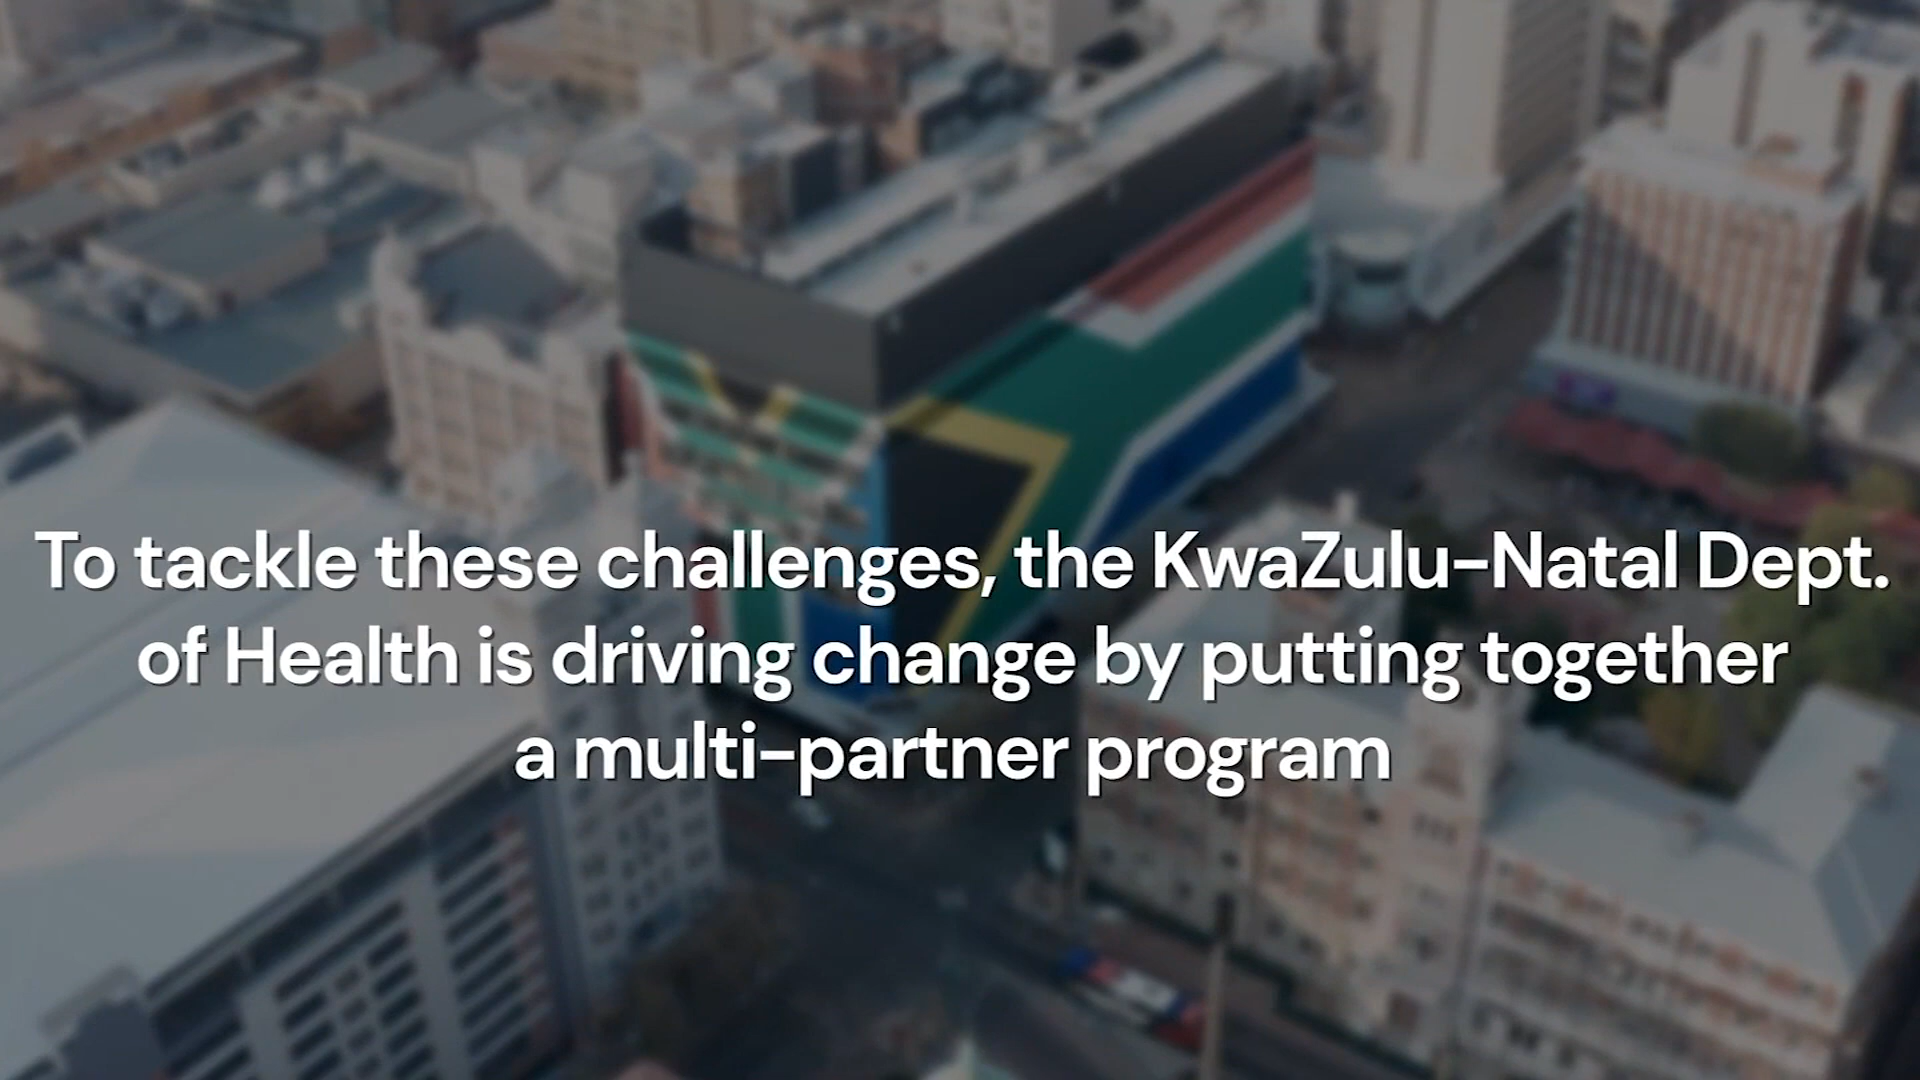 To tackle these challenges, the KwaZulu-Natal Dept.
of Health is driving change by putting together
a multi-partner program